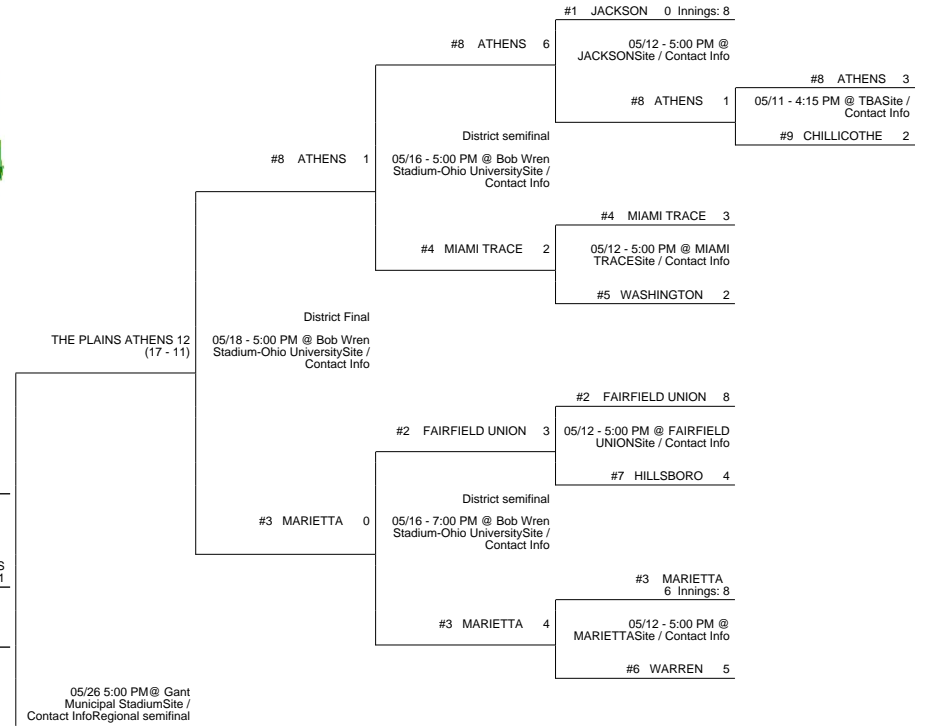 #1 JACKSON 0 Innings: 8
#8 ATHENS 6
05/12 - 5:00 PM @
JACKSONSite / Contact Info
#8 ATHENS 3
#8 ATHENS 1
05/11 - 4:15 PM @ TBASite /
Contact Info
#9 CHILLICOTHE 2
District semifinal
#8 ATHENS 1
05/16 - 5:00 PM @ Bob Wren
Stadium-Ohio UniversitySite /
Contact Info
#4 MIAMI TRACE 3
#4 MIAMI TRACE 2
05/12 - 5:00 PM @ MIAMI
TRACESite / Contact Info
#5 WASHINGTON 2
District Final
THE PLAINS ATHENS 12
(17 - 11)
05/18 - 5:00 PM @ Bob Wren
Stadium-Ohio UniversitySite /
Contact Info
#2 FAIRFIELD UNION 8
#2 FAIRFIELD UNION 3
05/12 - 5:00 PM @ FAIRFIELD
UNIONSite / Contact Info
#7 HILLSBORO 4
District semifinal
#3 MARIETTA 0
05/16 - 7:00 PM @ Bob Wren
Stadium-Ohio UniversitySite /
Contact Info
S
1
#3 MARIETTA
6 Innings: 8
#3 MARIETTA 4
05/12 - 5:00 PM @
MARIETTASite / Contact Info
#6 WARREN 5
05/26 5:00 PM@ Gant
Municipal StadiumSite /
Contact InfoRegional semifinal